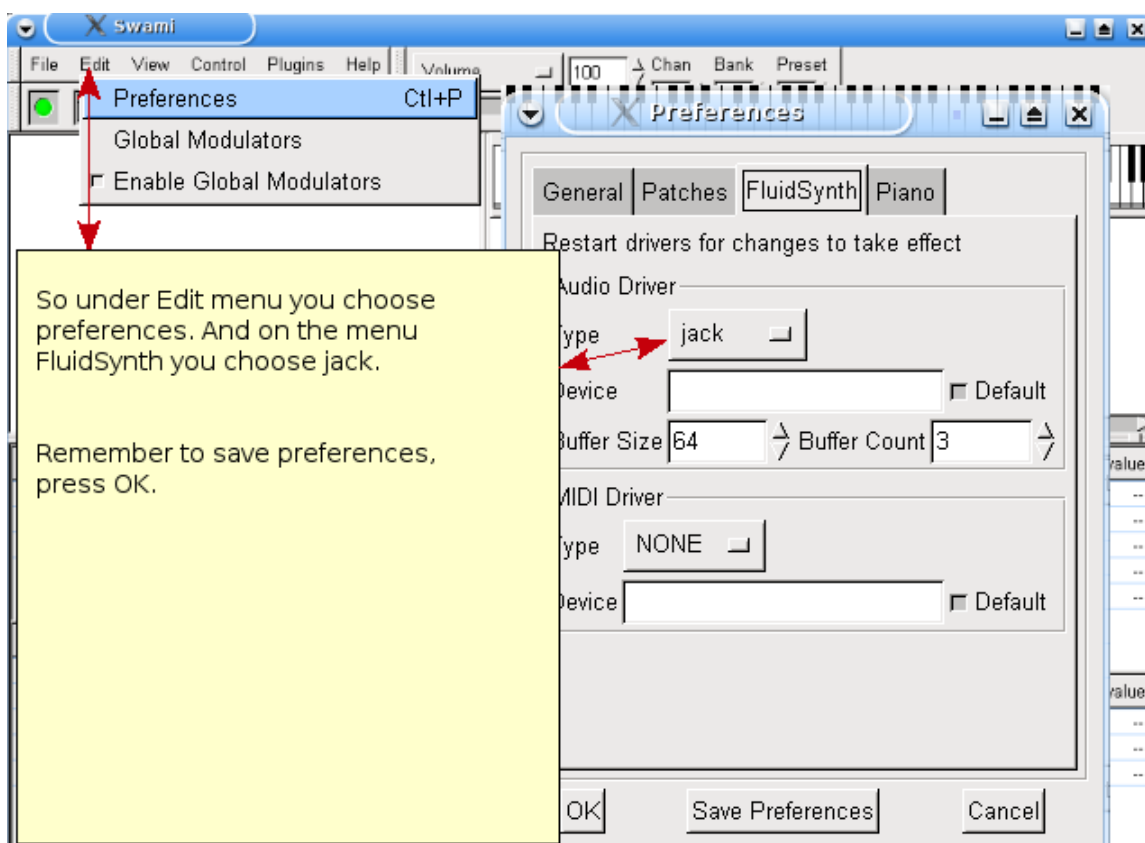 Swami
File Edit View Control Plugins Help
Volume 100 Chan Bank Preset
Preferences Ctl+P
Global Modulators
Enable Global Modulators
Preferences
General Patches FluidSynth Piano
Restart drivers for changes to take effect
Audio Driver
Type jack
Device Default
Buffer Size 64 Buffer Count 3
MIDI Driver
Type NONE
Device Default
OK Save Preferences Cancel
So under Edit menu you choose
preferences. And on the menu
FluidSynth you choose jack.
Remember to save preferences,
press OK.
value
--
--
--
--
--
value
--
--
--